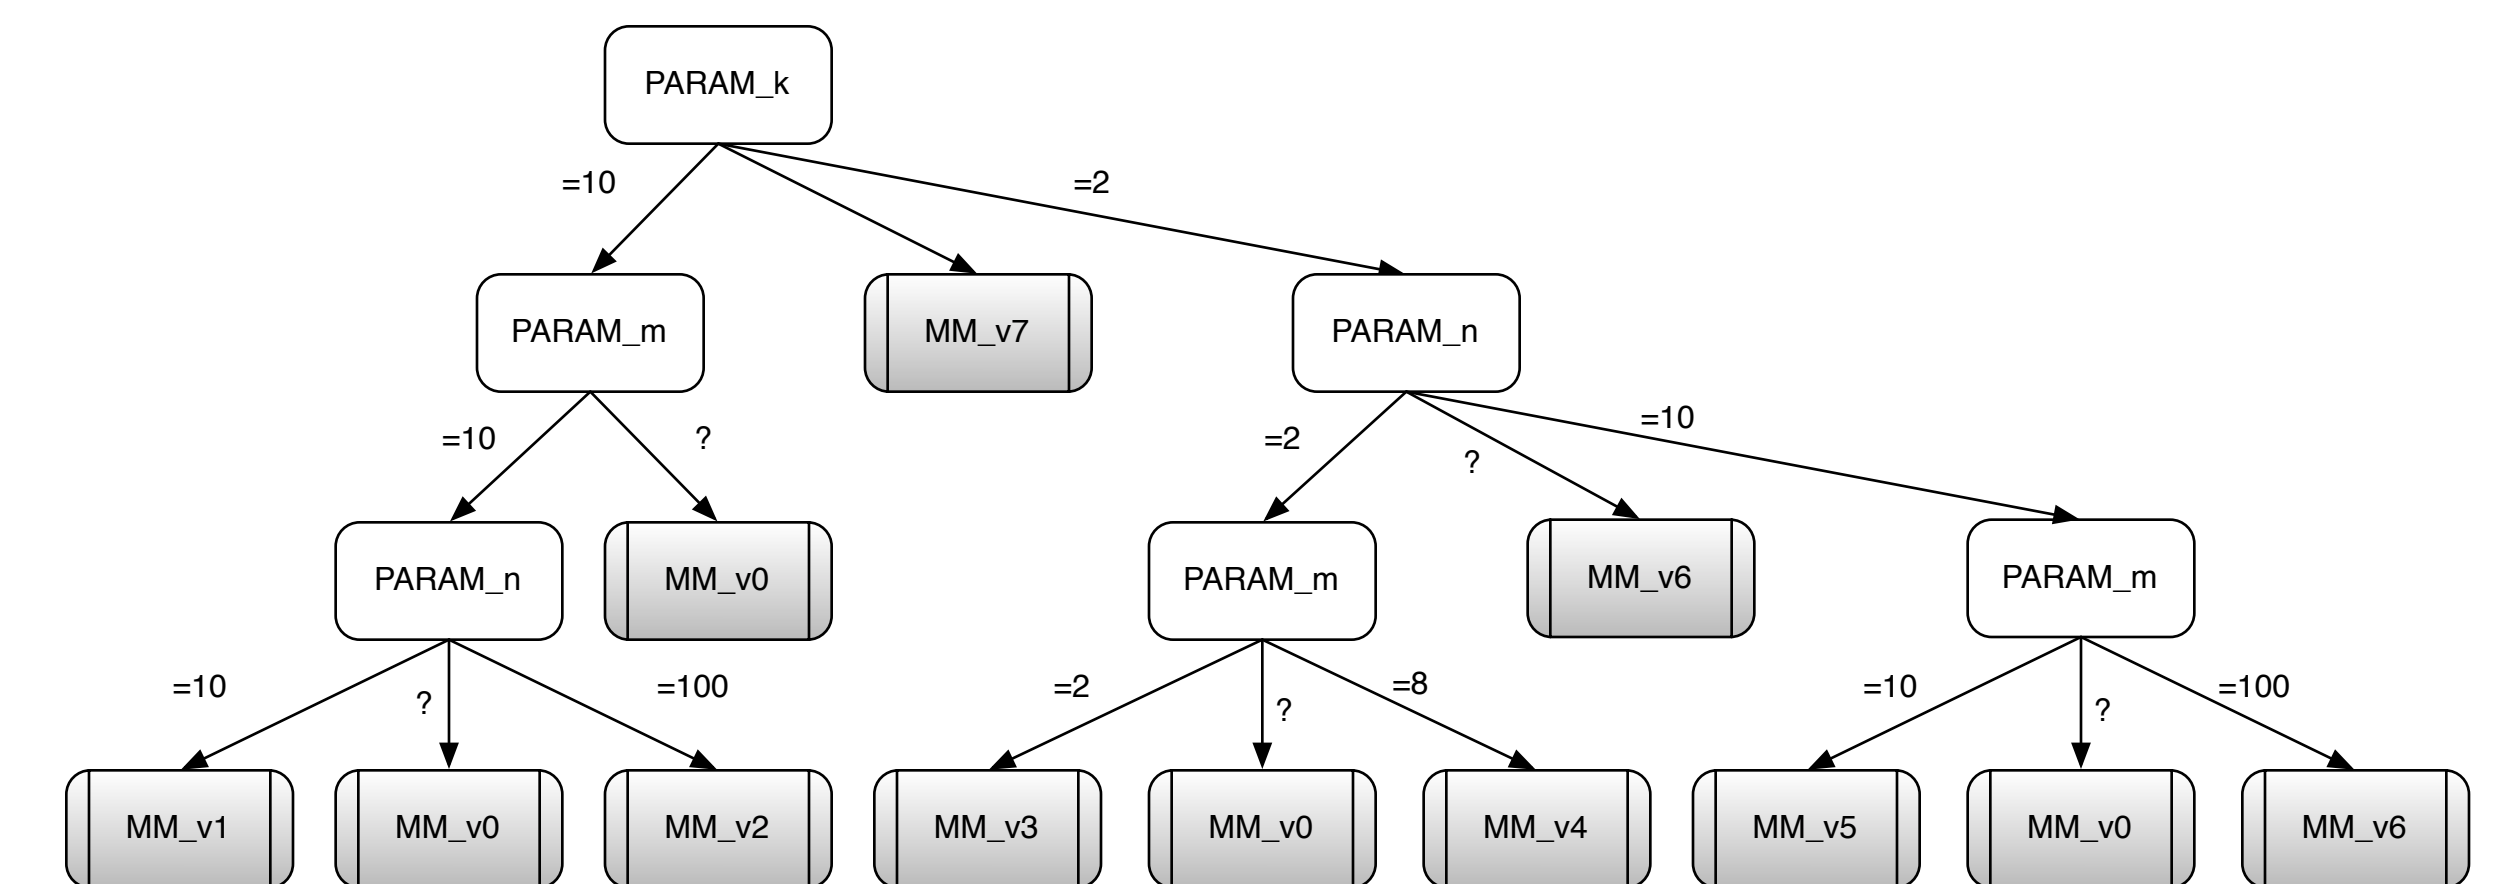 PARAM_k
=10
=2
PARAM_m
MM_v7
PARAM_n
=10
?
=2
?
=10
PARAM_n
MM_v0
PARAM_m
MM_v6
PARAM_m
=10
?
=100
=2
?
=8
=10
?
=100
MM_v1
MM_v0
MM_v2
MM_v3
MM_v0
MM_v4
MM_v5
MM_v0
MM_v6